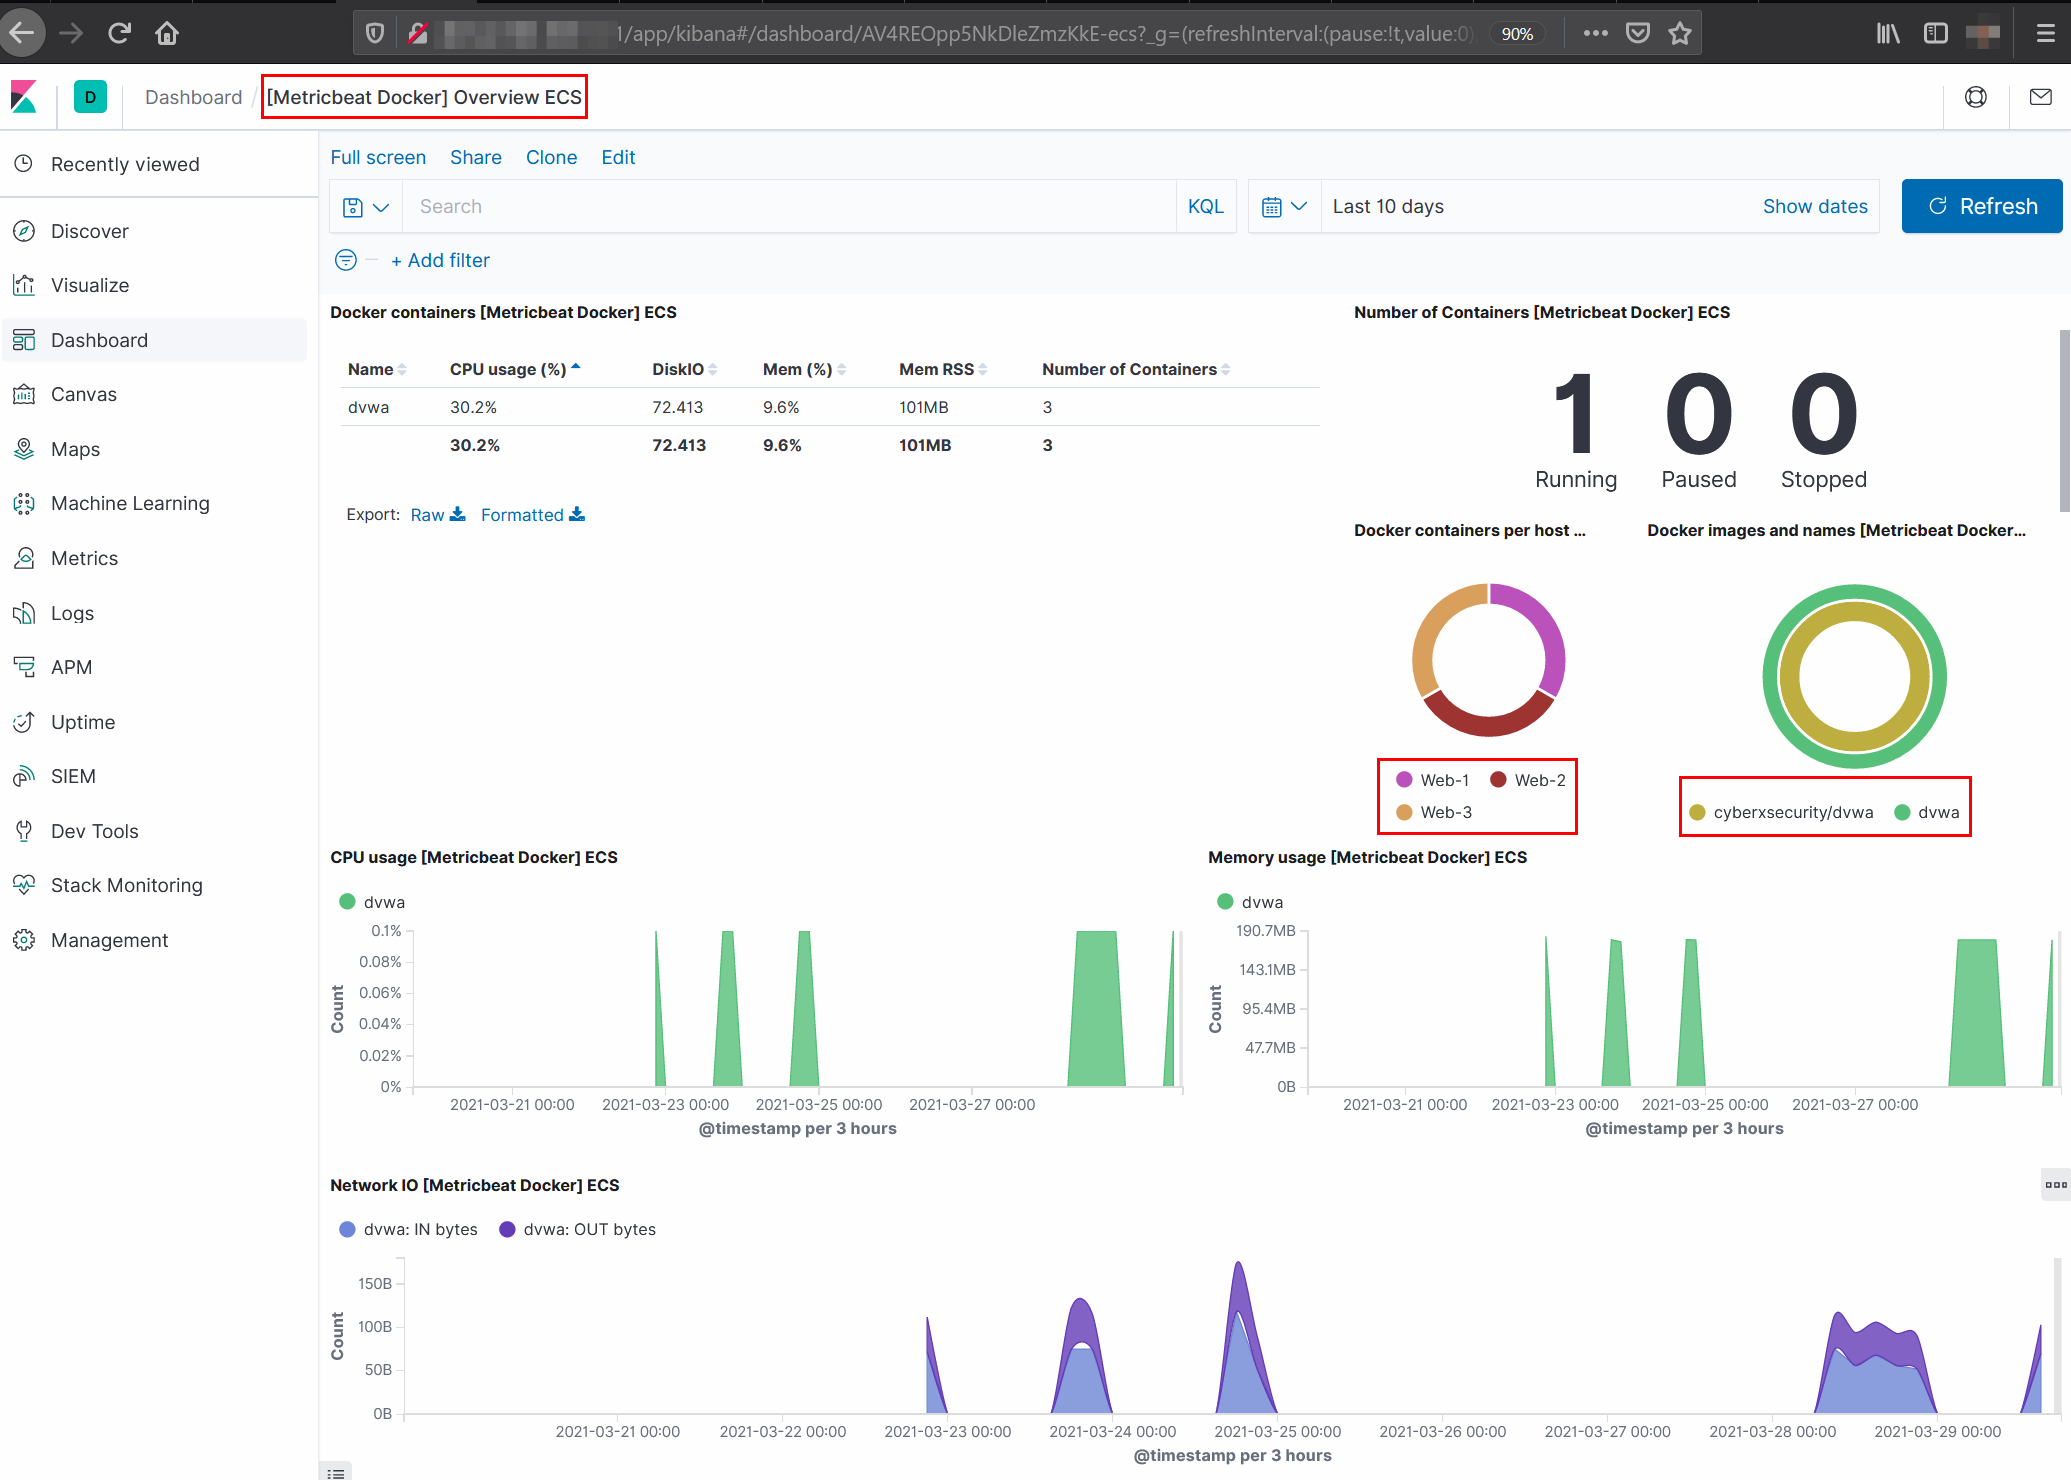 1/app/kibana#/dashboard/AV4REOpp5NkDleZmzKkE-ecs?_g=(refreshInterval:(pause:!t,value:0)
90%
D
Dashboard / [Metricbeat Docker] Overview ECS
Recently viewed
Discover
Visualize
Dashboard
Canvas
Maps
Machine Learning
Metrics
Logs
APM
Uptime
SIEM
Dev Tools
Stack Monitoring
Management
Full screen Share Clone Edit
Search KQL Last 10 days Show dates Refresh
+ Add filter
Docker containers [Metricbeat Docker] ECS
Name CPU usage (%) DiskIO Mem (%) Mem RSS Number of Containers
dvwa 30.2% 72.413 9.6% 101MB 3
30.2% 72.413 9.6% 101MB 3
Export: Raw Formatted
Number of Containers [Metricbeat Docker] ECS
1 0 0
Running Paused Stopped
Docker containers per host ...
Web-1 Web-2
Web-3
Docker images and names [Metricbeat Docker...
cyberxsecurity/dvwa dvwa
CPU usage [Metricbeat Docker] ECS
dvwa
0.1%
0.08%
0.06%
0.04%
0.02%
0%
Count
2021-03-21 00:00 2021-03-23 00:00 2021-03-25 00:00 2021-03-27 00:00
@timestamp per 3 hours
Memory usage [Metricbeat Docker] ECS
dvwa
190.7MB
143.1MB
95.4MB
47.7MB
0B
Count
2021-03-21 00:00 2021-03-23 00:00 2021-03-25 00:00 2021-03-27 00:00
@timestamp per 3 hours
Network IO [Metricbeat Docker] ECS
dvwa: IN bytes dvwa: OUT bytes
150B
100B
50B
0B
Count
2021-03-21 00:00 2021-03-22 00:00 2021-03-23 00:00 2021-03-24 00:00 2021-03-25 00:00 2021-03-26 00:00 2021-03-27 00:00 2021-03-28 00:00 2021-03-29 00:00
@timestamp per 3 hours